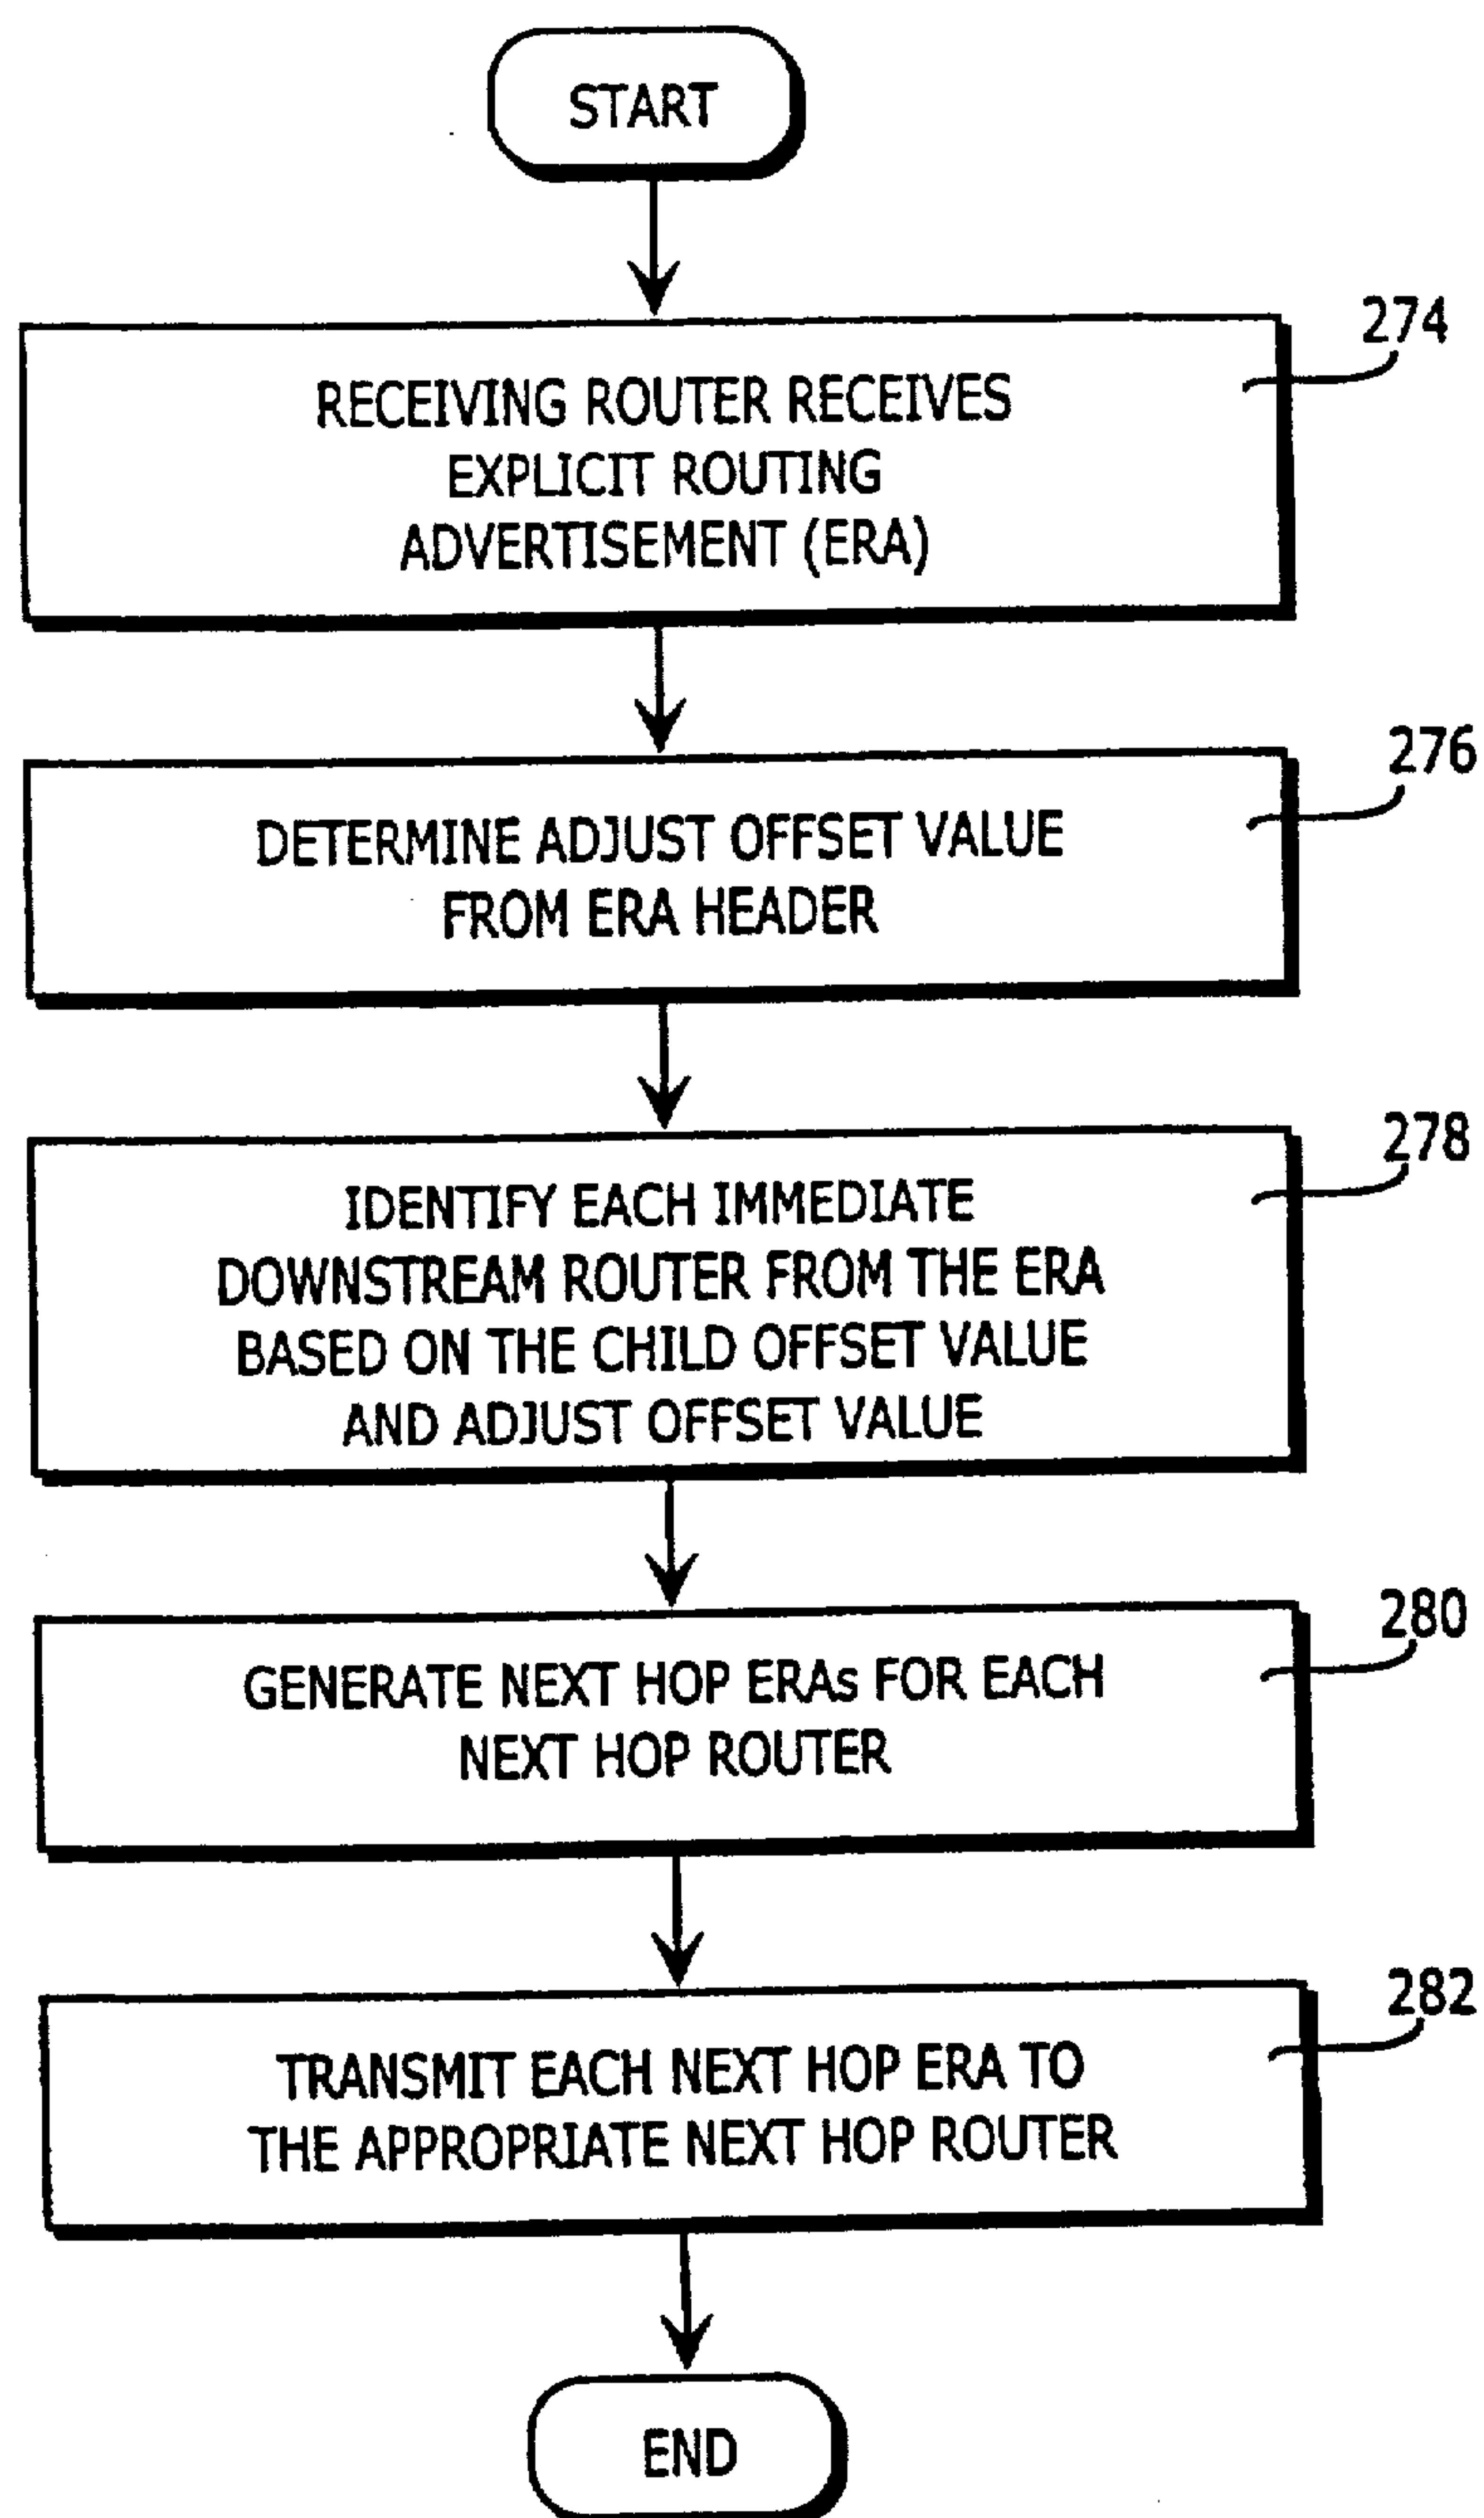 START
274
RECEIVING ROUTER RECEIVES
EXPLICIT ROUTING
ADVERTISEMENT (ERA)
276
DETERMINE ADJUST OFFSET VALUE
FROM ERA HEADER
278
IDENTIFY EACH IMMEDIATE
DOWNSTREAM ROUTER FROM THE ERA
BASED ON THE CHILD OFFSET VALUE
AND ADJUST OFFSET VALUE
280
GENERATE NEXT HOP ERAs FOR EACH
NEXT HOP ROUTER
282
TRANSMIT EACH NEXT HOP ERA TO
THE APPROPRIATE NEXT HOP ROUTER
END